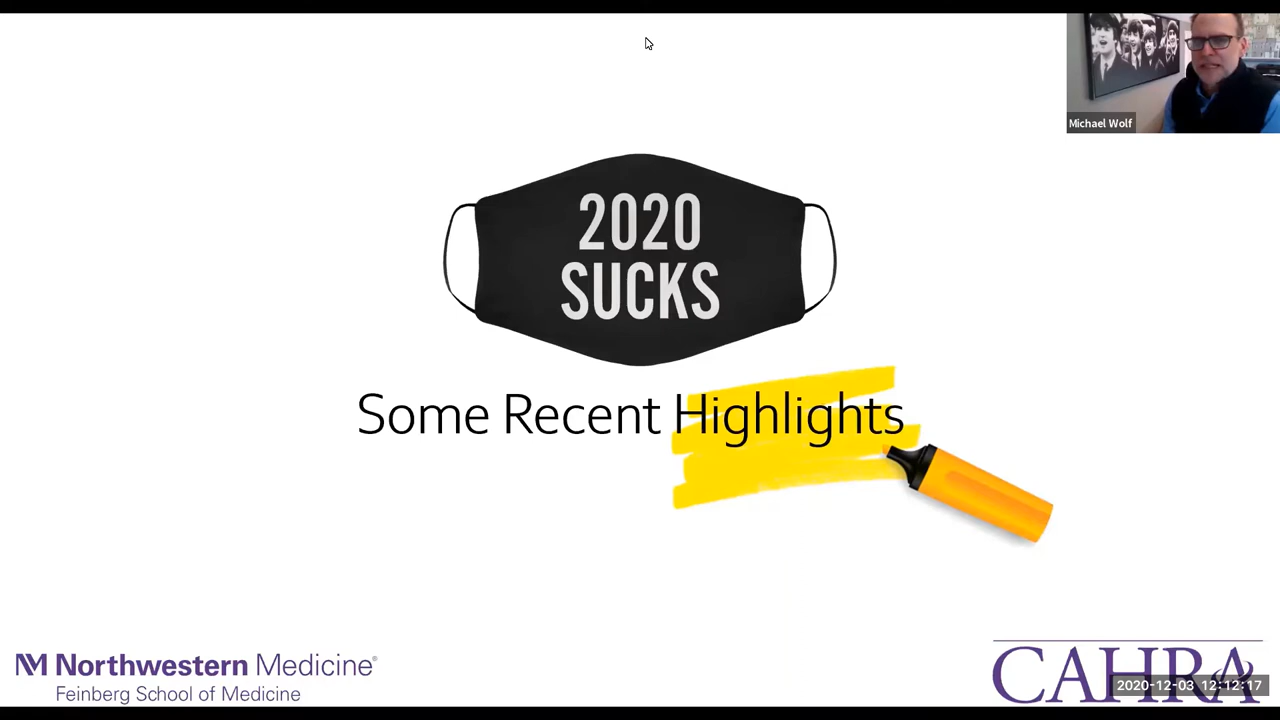 Michael Wolf
2020
SUCKS
Some Recent Highlights
Northwestern Medicine®
Feinberg School of Medicine
CAHRA
2020-12-03 12:12:17